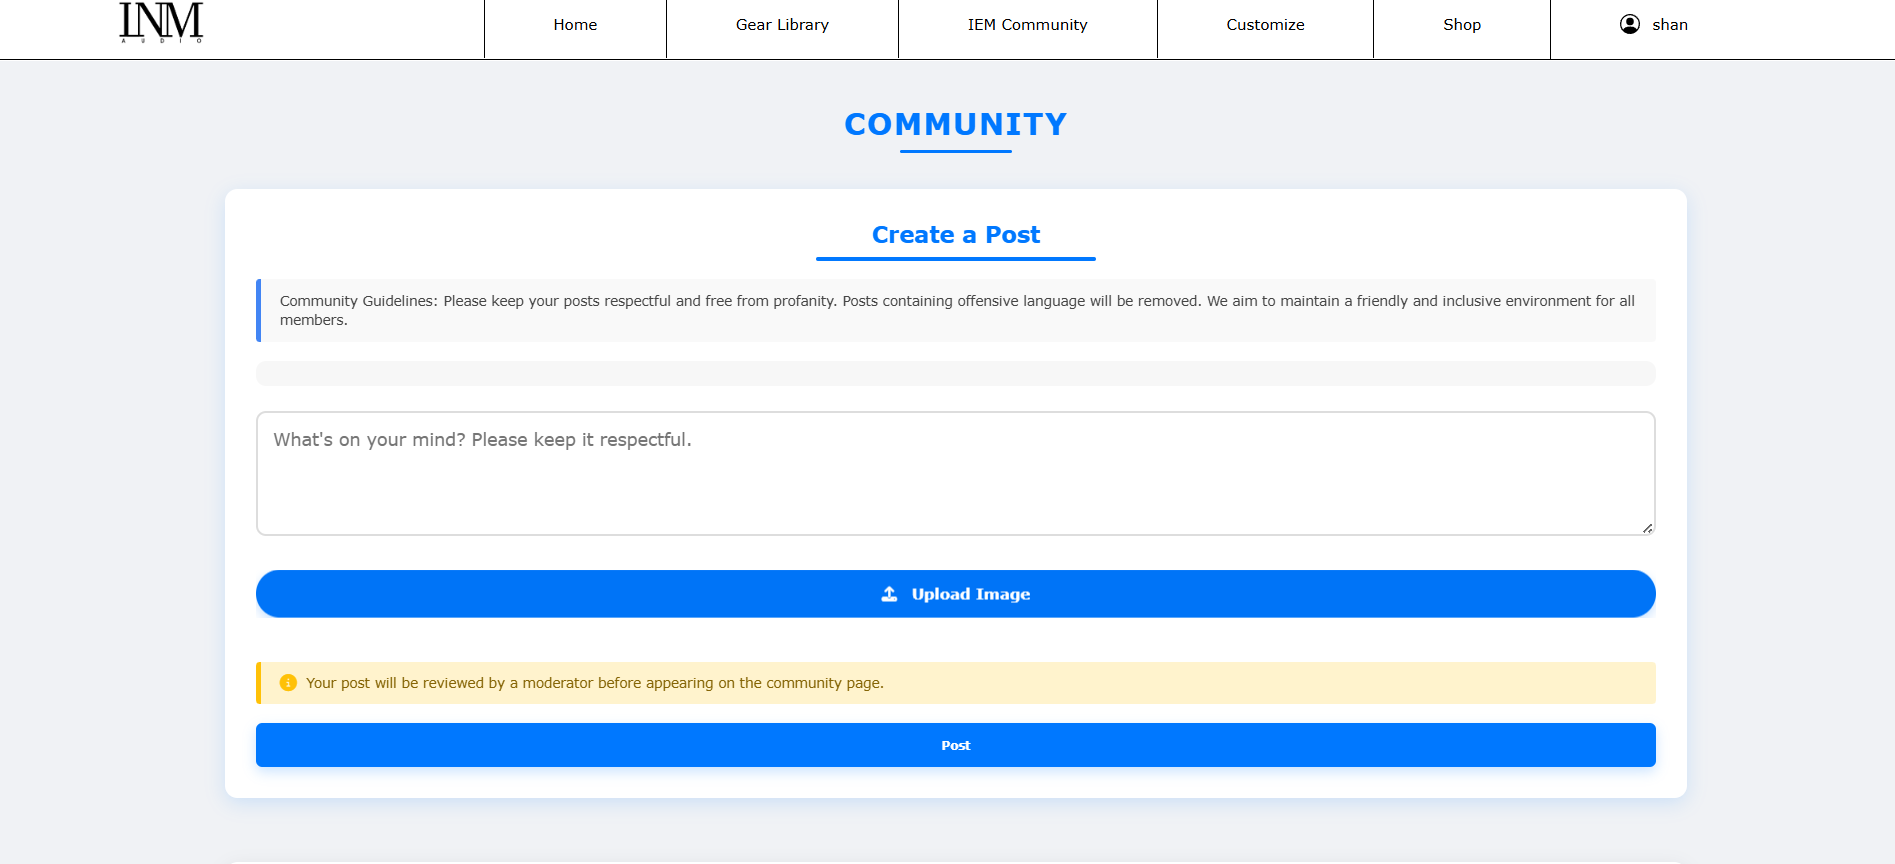 INM
AUDIO
Home
Gear Library
IEM Community
Customize
Shop
shan
COMMUNITY
Create a Post
Community Guidelines: Please keep your posts respectful and free from profanity. Posts containing offensive language will be removed. We aim to maintain a friendly and inclusive environment for all
members.
What's on your mind? Please keep it respectful.
Upload Image
Your post will be reviewed by a moderator before appearing on the community page.
Post